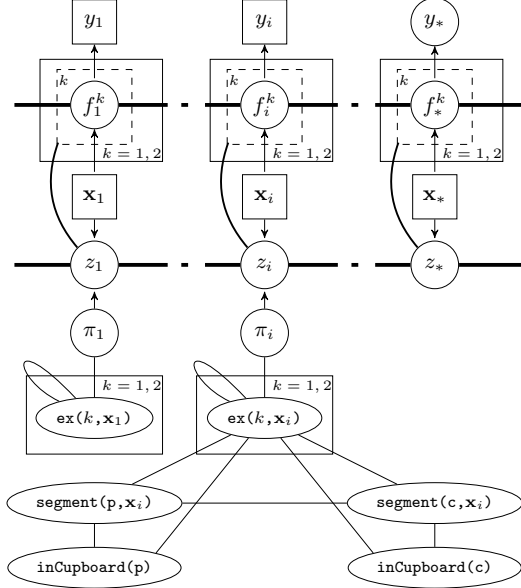 y₁ yᵢ y∗
k k k
f₁ᵏ fᵢᵏ f∗ᵏ
k = 1, 2 k = 1, 2 k = 1, 2
x₁ xᵢ x∗
z₁ zᵢ z∗
π₁ πᵢ
k = 1, 2 k = 1, 2
ex(k,x₁) ex(k,xᵢ)
segment(p,xᵢ) segment(c,xᵢ)
inCupboard(p) inCupboard(c)